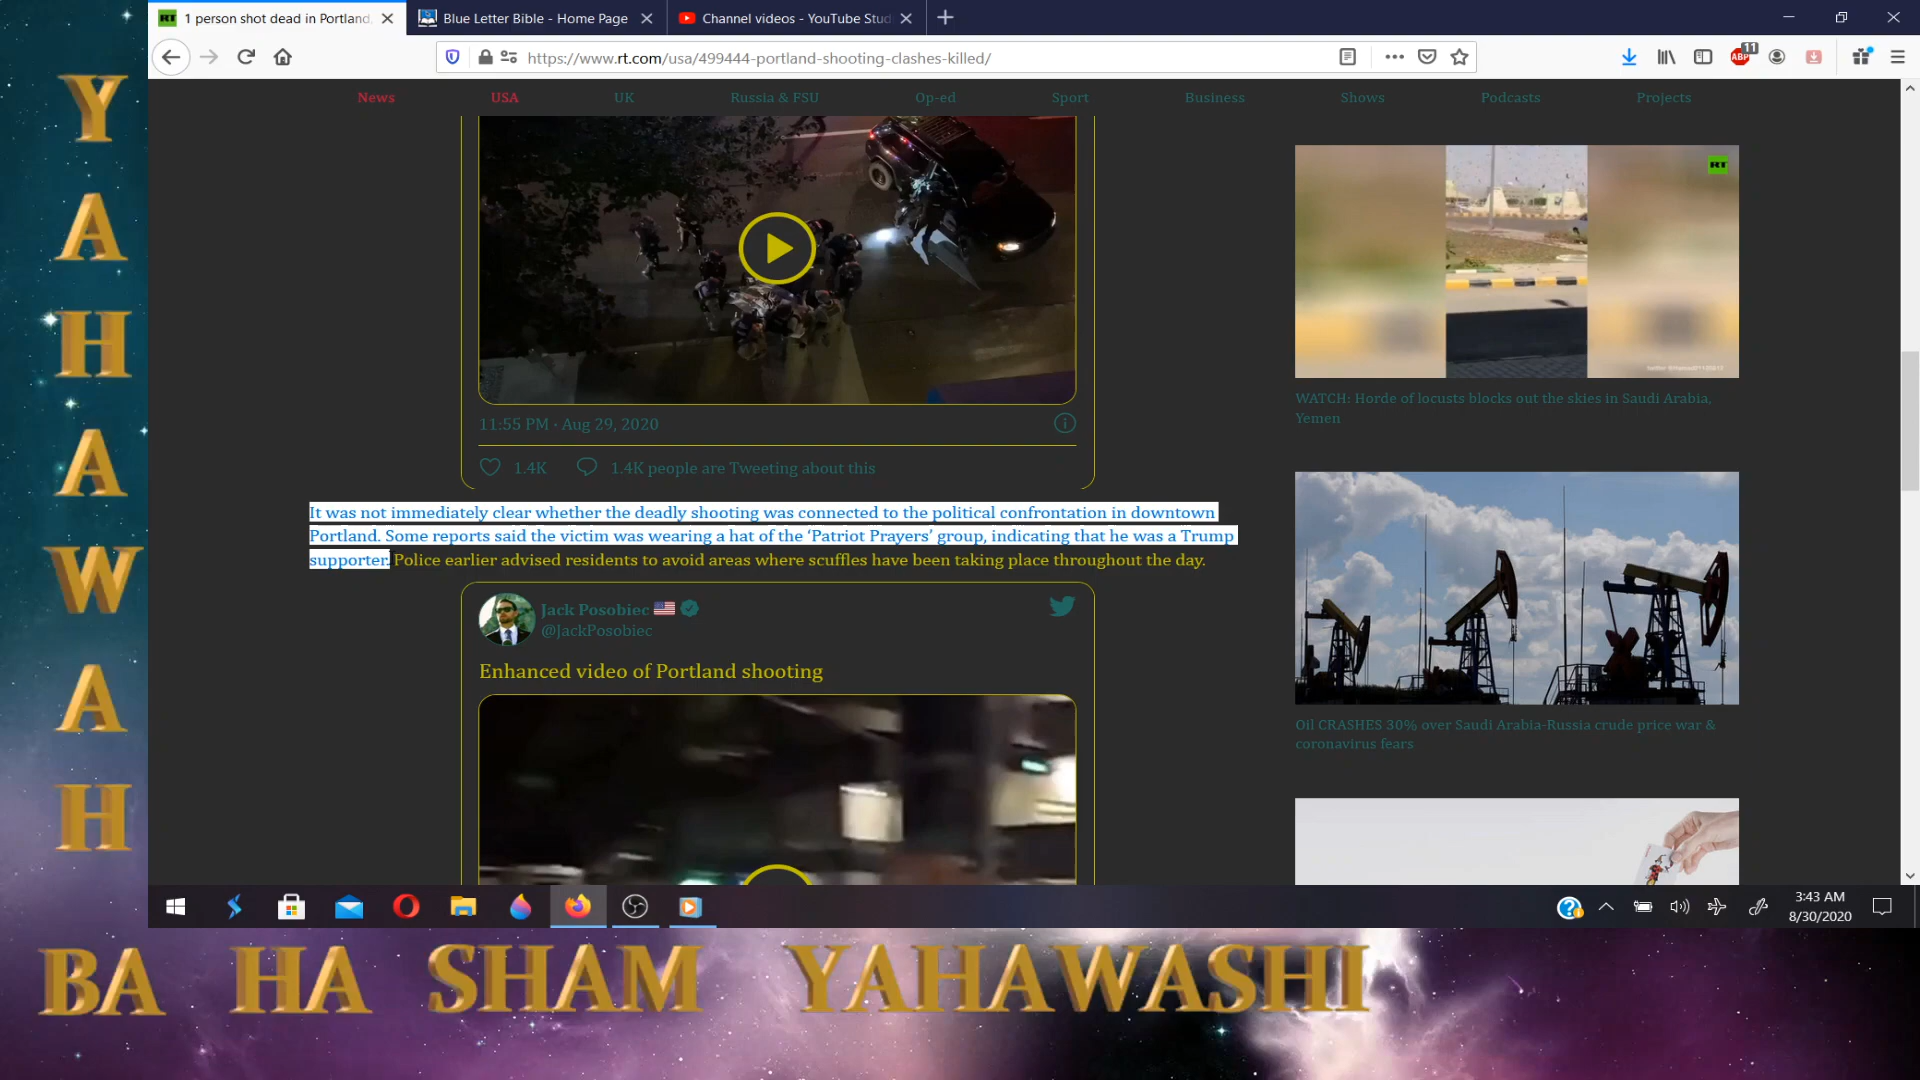 1 person shot dead in Portland,
Blue Letter Bible - Home Page
Channel videos - YouTube Stud
https://www.rt.com/usa/499444-portland-shooting-clashes-killed/
11
ABP
News USA UK Russia & FSU Op-ed Sport Business Shows Podcasts Projects
RT
11:55 PM · Aug 29, 2020
1.4K 1.4K people are Tweeting about this
WATCH: Horde of locusts blocks out the skies in Saudi Arabia,
Yemen
It was not immediately clear whether the deadly shooting was connected to the political confrontation in downtown
Portland. Some reports said the victim was wearing a hat of the ‘Patriot Prayers’ group, indicating that he was a Trump
supporter. Police earlier advised residents to avoid areas where scuffles have been taking place throughout the day.
Jack Posobiec
@JackPosobiec
Enhanced video of Portland shooting
Oil CRASHES 30% over Saudi Arabia-Russia crude price war &
coronavirus fears
3:43 AM
8/30/2020
YAHAWAH
BA HA SHAM YAHAWASHI